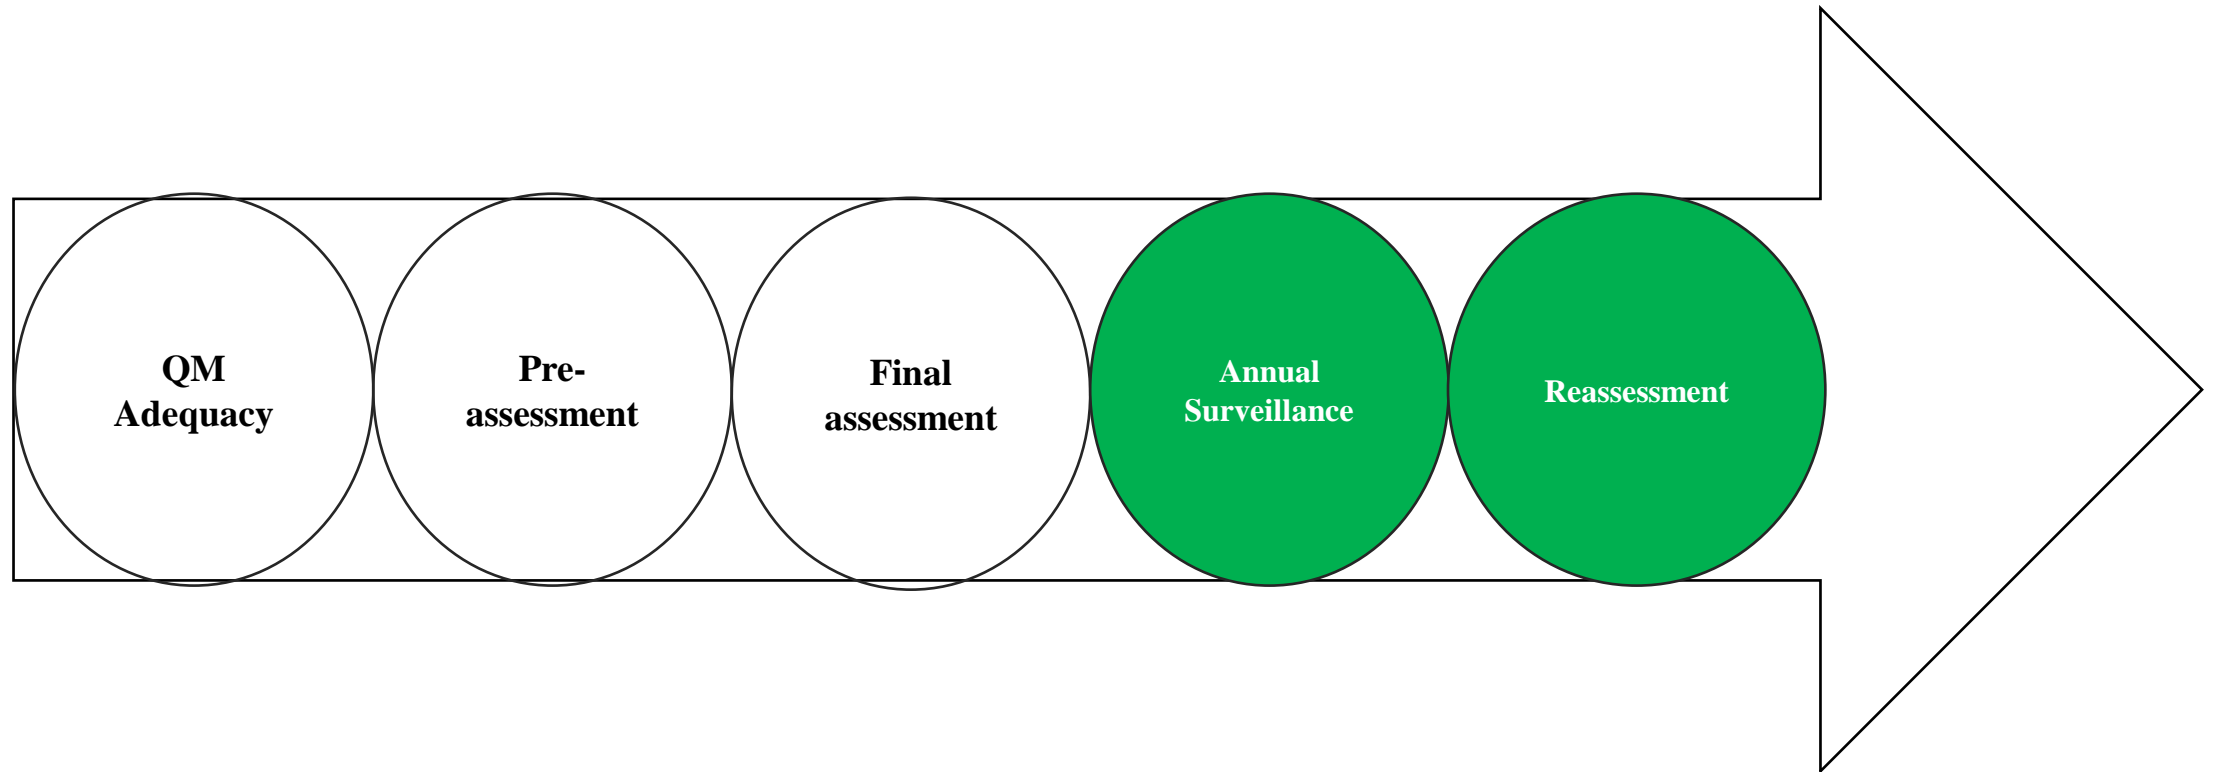 QM
Adequacy
Pre-
assessment
Final
assessment
Annual
Surveillance
Reassessment